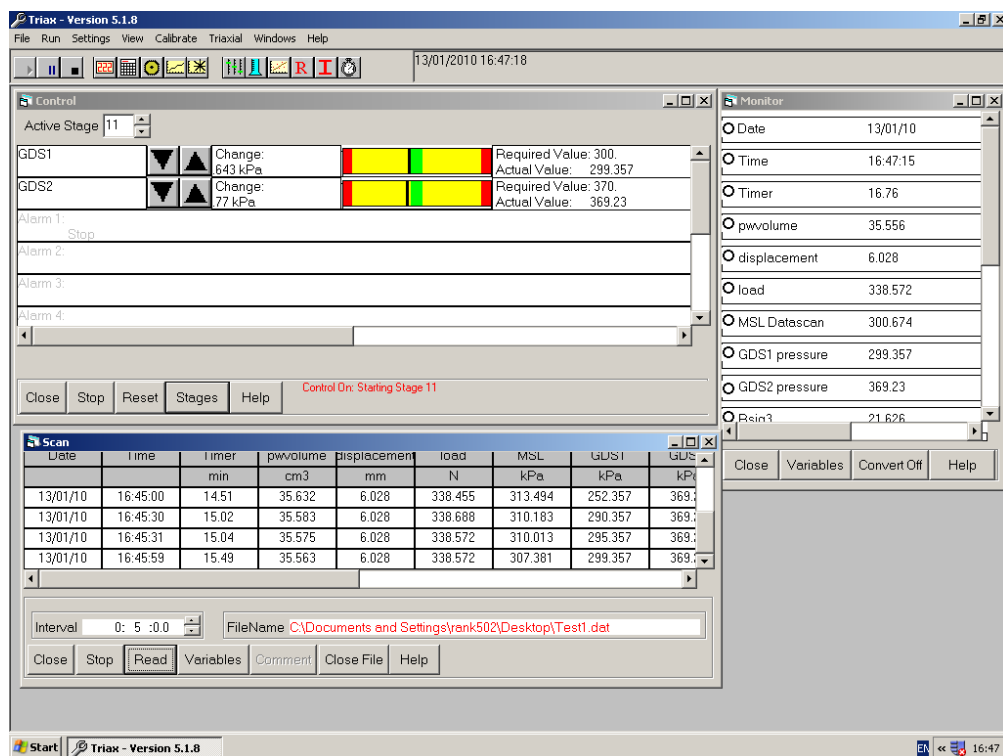 Triax - Version 5.1.8
File Run Settings View Calibrate Triaxial Windows Help
R I 13/01/2010 16:47:18
Control
Active Stage 11
GDS1 Change: Required Value: 300.
.643 kPa Actual Value: 299.357
GDS2 Change: Required Value: 370.
.77 kPa Actual Value: 369.23
Alarm 1:
Stop
Alarm 2:
Alarm 3:
Alarm 4:
Close Stop Reset Stages Help Control On: Starting Stage 11
Monitor
Date 13/01/10
Time 16:47:15
Timer 16.76
pwvolume 35.556
displacement 6.028
load 338.572
MSL Datascan 300.674
GDS1 pressure 299.357
GDS2 pressure 369.23
Rsig3 21.626
Close Variables Convert Off Help
Scan
Date Time Timer pwvolume displacement load MSL GDS1 GDS
min cm3 mm N kPa kPa kP
13/01/10 16:45:00 14.51 35.632 6.028 338.455 313.494 252.357 369.
13/01/10 16:45:30 15.02 35.583 6.028 338.688 310.183 290.357 369.
13/01/10 16:45:31 15.04 35.575 6.028 338.572 310.013 295.357 369.
13/01/10 16:45:59 15.49 35.563 6.028 338.572 307.381 299.357 369.
Interval 0: 5 :0.0 FileName C:\Documents and Settings\rank502\Desktop\Test1.dat
Close Stop Read Variables Comment Close File Help
Start Triax - Version 5.1.8 EN « 16:47